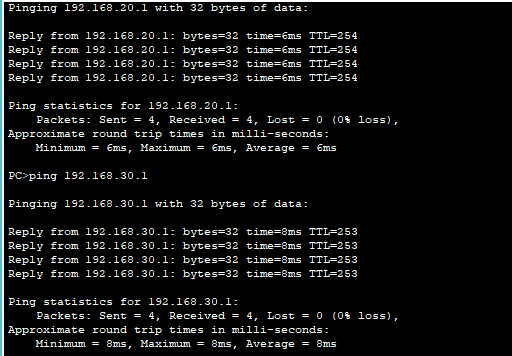 Pinging 192.168.20.1 with 32 bytes of data:
Reply from 192.168.20.1: bytes=32 time=6ms TTL=254
Reply from 192.168.20.1: bytes=32 time=6ms TTL=254
Reply from 192.168.20.1: bytes=32 time=6ms TTL=254
Reply from 192.168.20.1: bytes=32 time=6ms TTL=254
Ping statistics for 192.168.20.1:
Packets: Sent = 4, Received = 4, Lost = 0 (0% loss),
Approximate round trip times in milli-seconds:
Minimum = 6ms, Maximum = 6ms, Average = 6ms
PC>ping 192.168.30.1
Pinging 192.168.30.1 with 32 bytes of data:
Reply from 192.168.30.1: bytes=32 time=8ms TTL=253
Reply from 192.168.30.1: bytes=32 time=8ms TTL=253
Reply from 192.168.30.1: bytes=32 time=8ms TTL=253
Reply from 192.168.30.1: bytes=32 time=8ms TTL=253
Ping statistics for 192.168.30.1:
Packets: Sent = 4, Received = 4, Lost = 0 (0% loss),
Approximate round trip times in milli-seconds:
Minimum = 8ms, Maximum = 8ms, Average = 8ms